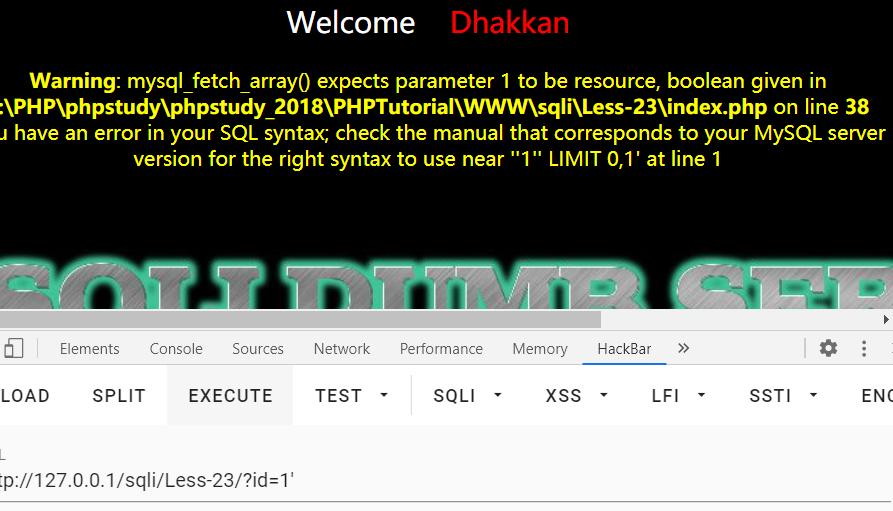 Welcome Dhakkan
Warning: mysql_fetch_array() expects parameter 1 to be resource, boolean given in
:\PHP\phpstudy\phpstudy_2018\PHPTutorial\WWW\sqli\Less-23\index.php on line 38
u have an error in your SQL syntax; check the manual that corresponds to your MySQL server
version for the right syntax to use near ''1'' LIMIT 0,1' at line 1
SQLI DUMB SER
Elements Console Sources Network Performance Memory HackBar »
LOAD SPLIT EXECUTE TEST SQLI XSS LFI SSTI ENC
L
tp://127.0.0.1/sqli/Less-23/?id=1'